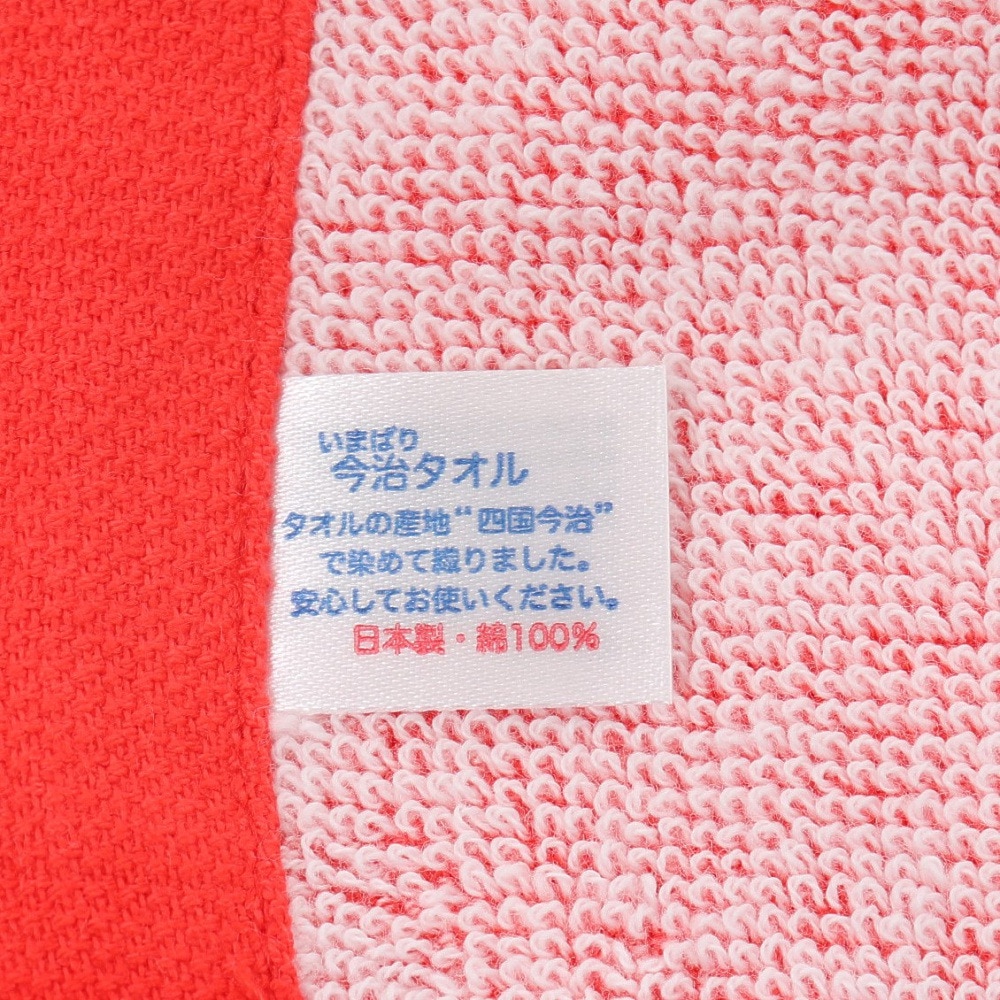 いまばり
今治タオル
タオルの産地“四国今治”
で染めて織りました。
安心してお使いください。
日本製・綿100%